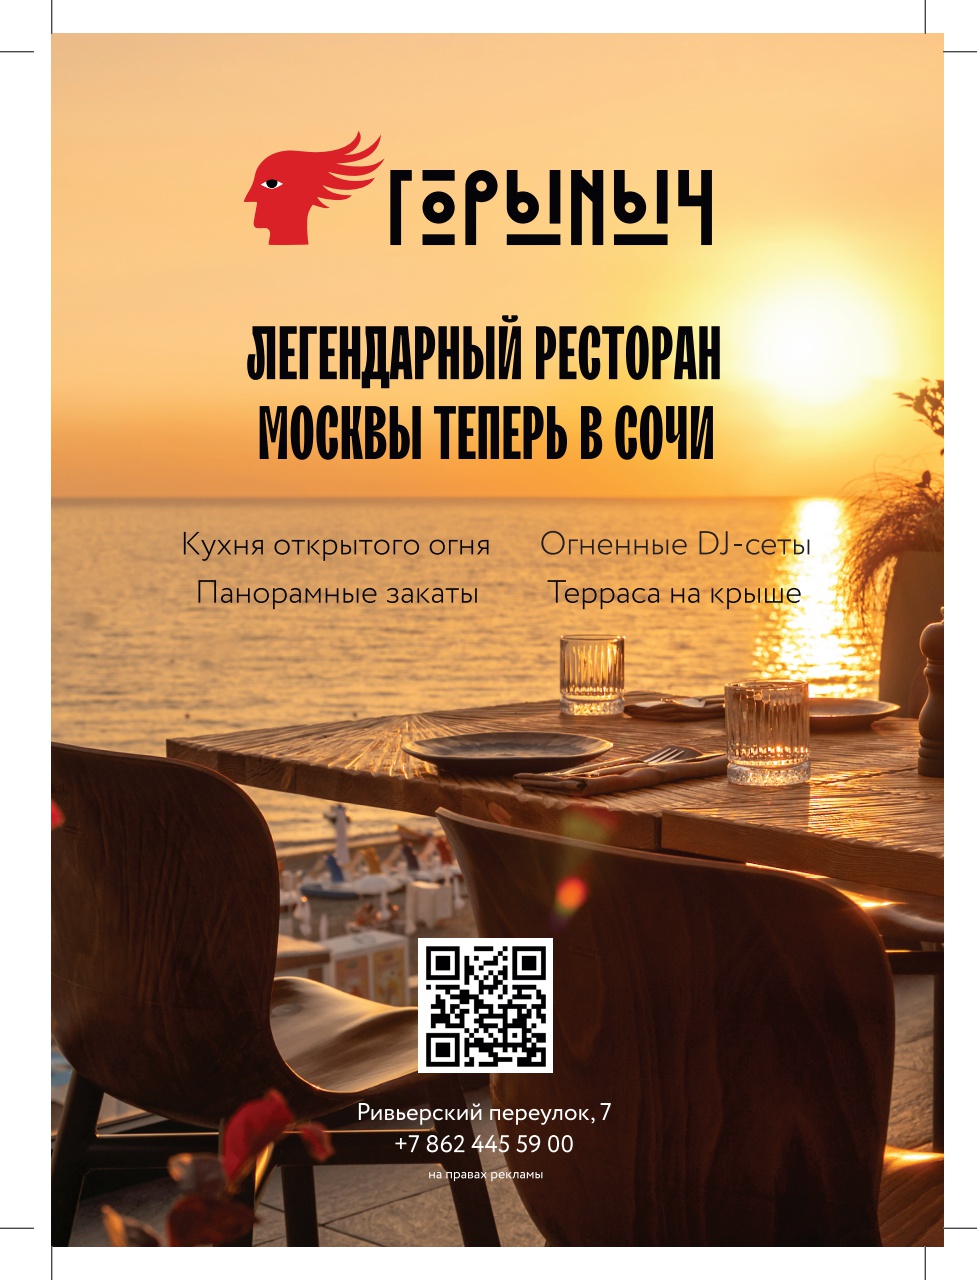 ГОРЫНЫЧ
ЛЕГЕНДАРНЫЙ РЕСТОРАН
МОСКВЫ ТЕПЕРЬ В СОЧИ
Кухня открытого огня
Огненные DJ-сеты
Панорамные закаты
Терраса на крыше
Ривьерский переулок, 7
+7 862 445 59 00
на правах рекламы